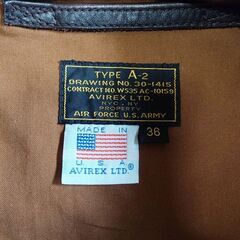 TYPE A-2
DRAWING NO. 30-1415
CONTRACT NO. W535 AC-10159
AVIREX LTD.
NYC, NY
PROPERTY
AIR FORCE U.S. ARMY
36
MADE IN
U.S.A.
AVIREX LTD.®